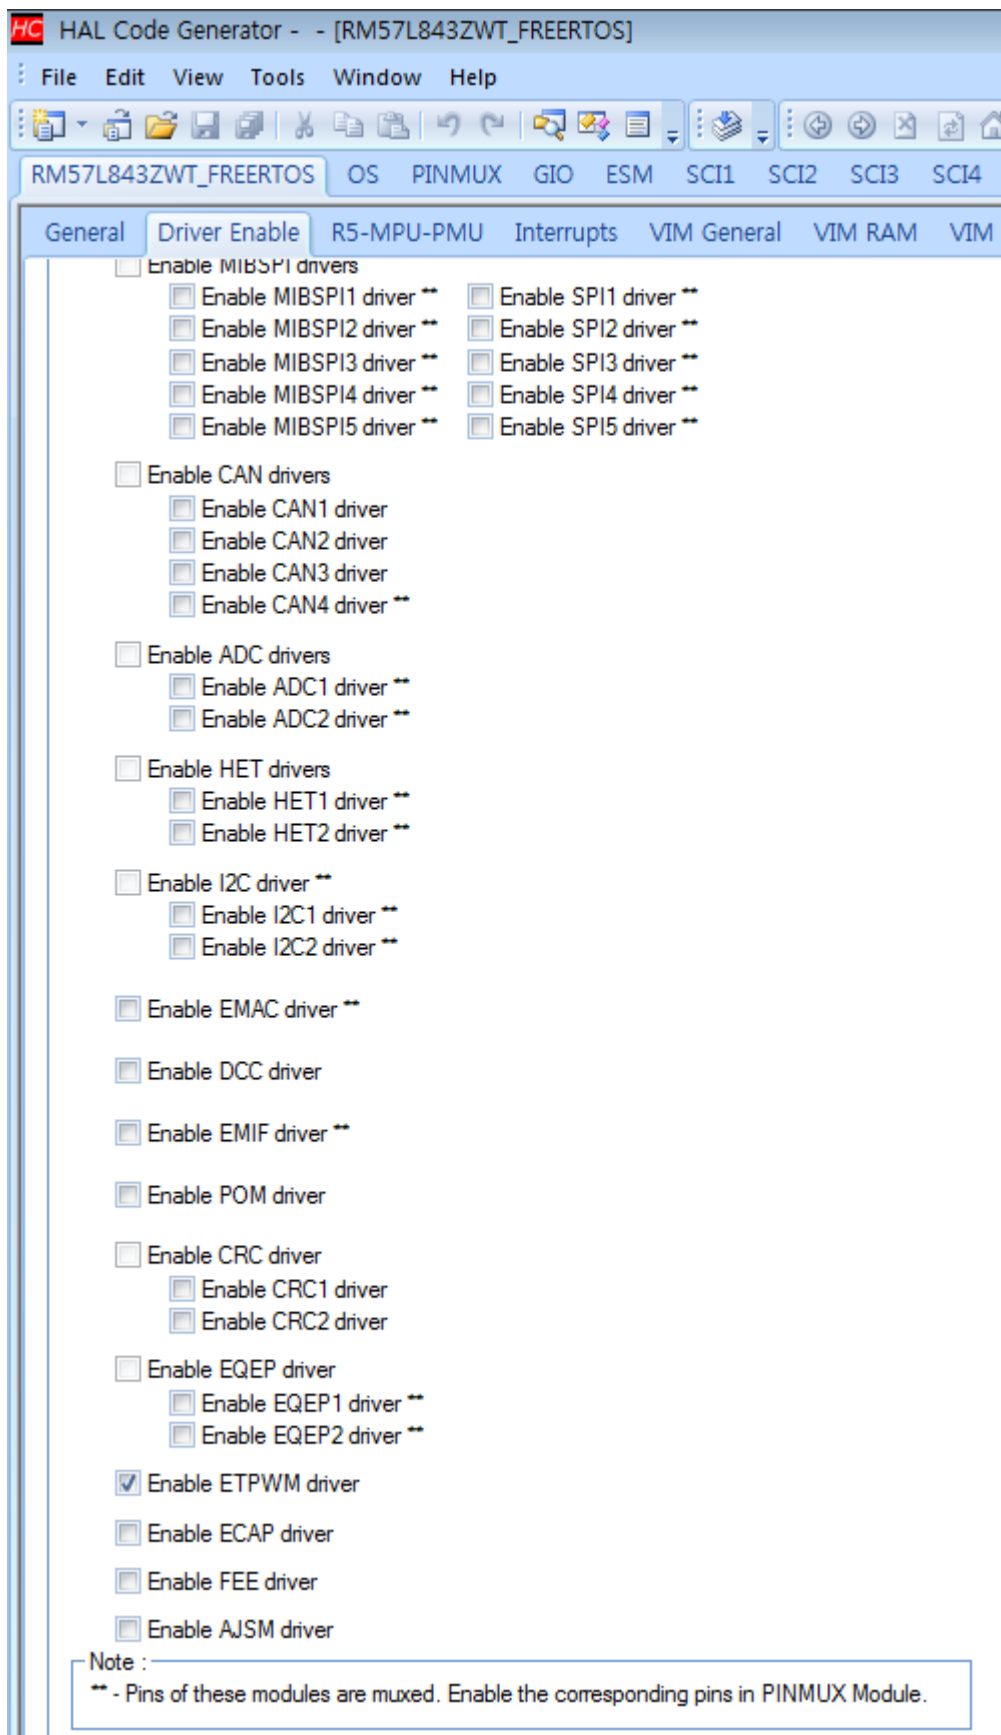 HC HAL Code Generator - - [RM57L843ZWT_FREERTOS]
File Edit View Tools Window Help
RM57L843ZWT_FREERTOS OS PINMUX GIO ESM SCI1 SCI2 SCI3 SCI4
General Driver Enable R5-MPU-PMU Interrupts VIM General VIM RAM VIM
Enable MIBSPI drivers
Enable MIBSPI1 driver ** Enable SPI1 driver **
Enable MIBSPI2 driver ** Enable SPI2 driver **
Enable MIBSPI3 driver ** Enable SPI3 driver **
Enable MIBSPI4 driver ** Enable SPI4 driver **
Enable MIBSPI5 driver ** Enable SPI5 driver **
Enable CAN drivers
Enable CAN1 driver
Enable CAN2 driver
Enable CAN3 driver
Enable CAN4 driver **
Enable ADC drivers
Enable ADC1 driver **
Enable ADC2 driver **
Enable HET drivers
Enable HET1 driver **
Enable HET2 driver **
Enable I2C driver **
Enable I2C1 driver **
Enable I2C2 driver **
Enable EMAC driver **
Enable DCC driver
Enable EMIF driver **
Enable POM driver
Enable CRC driver
Enable CRC1 driver
Enable CRC2 driver
Enable EQEP driver
Enable EQEP1 driver **
Enable EQEP2 driver **
Enable ETPWM driver
Enable ECAP driver
Enable FEE driver
Enable AJSM driver
Note :
** - Pins of these modules are muxed. Enable the corresponding pins in PINMUX Module.